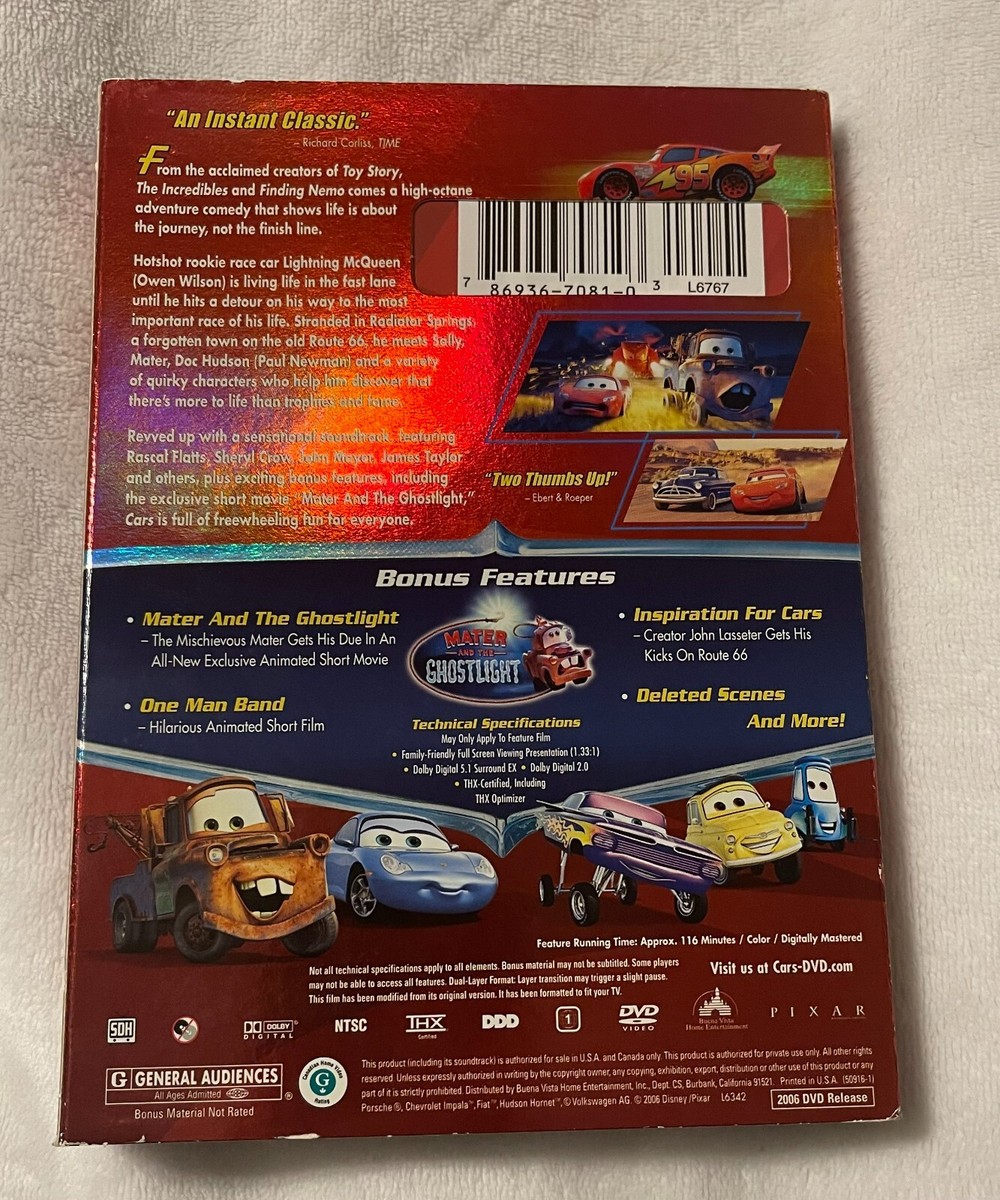 “An Instant Classic.”
– Richard Corliss, TIME
From the acclaimed creators of Toy Story,
The Incredibles and Finding Nemo comes a high-octane
adventure comedy that shows life is about
the journey, not the finish line.
Hotshot rookie race car Lightning McQueen
(Owen Wilson) is living life in the fast lane
until he hits a detour on his way to the most
important race of his life. Stranded in Radiator Springs,
a forgotten town on the old Route 66, he meets Sally,
Mater, Doc Hudson (Paul Newman) and a variety
of quirky characters who help him discover that
there's more to life than trophies and fame.
Revved up with a sensational soundtrack, featuring
Rascal Flatts, Sheryl Crow, John Mayer, James Taylor
and others, plus exciting bonus features, including
the exclusive short movie “Mater And The Ghostlight,”
Cars is full of freewheeling fun for everyone.
95
7 86936-7081-0 3 L6767
“Two Thumbs Up!”
– Ebert & Roeper
Bonus Features
• Mater And The Ghostlight
– The Mischievous Mater Gets His Due In An
All-New Exclusive Animated Short Movie
• One Man Band
– Hilarious Animated Short Film
MATER
AND THE
GHOSTLIGHT
• Inspiration For Cars
– Creator John Lasseter Gets His
Kicks On Route 66
• Deleted Scenes
And More!
Technical Specifications
May Only Apply To Feature Film
• Family-Friendly Full Screen Viewing Presentation (1.33:1)
• Dolby Digital 5.1 Surround EX • Dolby Digital 2.0
• THX-Certified, Including
THX Optimizer
Feature Running Time: Approx. 116 Minutes / Color / Digitally Mastered
Not all technical specifications apply to all elements. Bonus material may not be subtitled. Some players
may not be able to access all features. Dual-Layer Format: Layer transition may trigger a slight pause.
This film has been modified from its original version. It has been formatted to fit your TV.
Visit us at Cars-DVD.com
SDH
DOLBY
DIGITAL
NTSC
THX
Certified
DDD
1
DVD
VIDEO
Buena Vista
Home Entertainment
PIXAR
G GENERAL AUDIENCES
All Ages Admitted ®
Bonus Material Not Rated
Canadian Home Video
G
Rating
This product (including its soundtrack) is authorized for sale in U.S.A. and Canada only. This product is authorized for private use only. All other rights
reserved. Unless expressly authorized in writing by the copyright owner, any copying, exhibition, export, distribution or other use of this product or any
part of it is strictly prohibited. Distributed by Buena Vista Home Entertainment, Inc., Dept. CS, Burbank, California 91521. Printed in U.S.A. (50916-1)
Porsche ®, Chevrolet Impala™, Fiat™, Hudson Hornet™, © Volkswagen AG. © 2006 Disney/Pixar L6342
2006 DVD Release